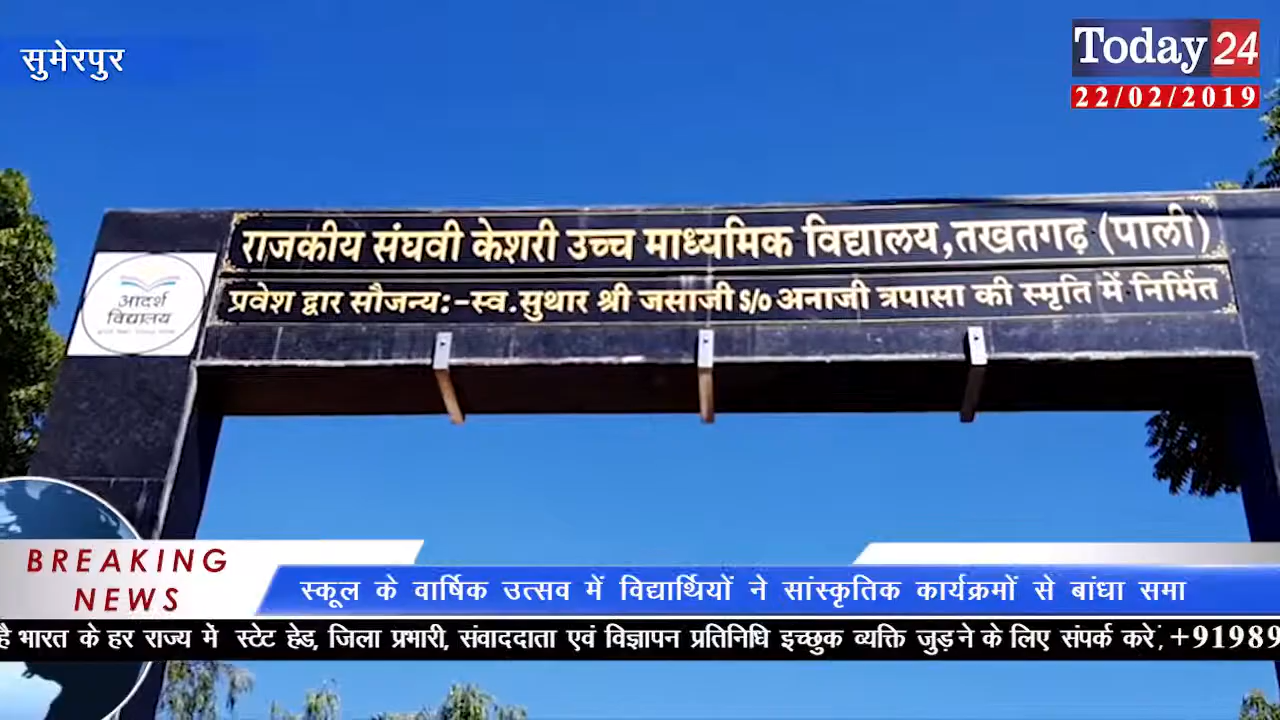 सुमेरपुर
Today 24
22/02/2019
राजकीय संघवी केशरी उच्च माध्यमिक विद्यालय,तखतगढ़ (पाली)
प्रवेश द्वार सौजन्य:-स्व.सुथार श्री जसाजी S/o अनाजी त्रपासा की स्मृति में निर्मित
आदर्श
विद्यालय
BREAKING
NEWS
स्कूल के वार्षिक उत्सव में विद्यार्थियों ने सांस्कृतिक कार्यक्रमों से बांधा समा
है भारत के हर राज्य में स्टेट हेड, जिला प्रभारी, संवाददाता एवं विज्ञापन प्रतिनिधि इच्छुक व्यक्ति जुड़ने के लिए संपर्क करे, +91989